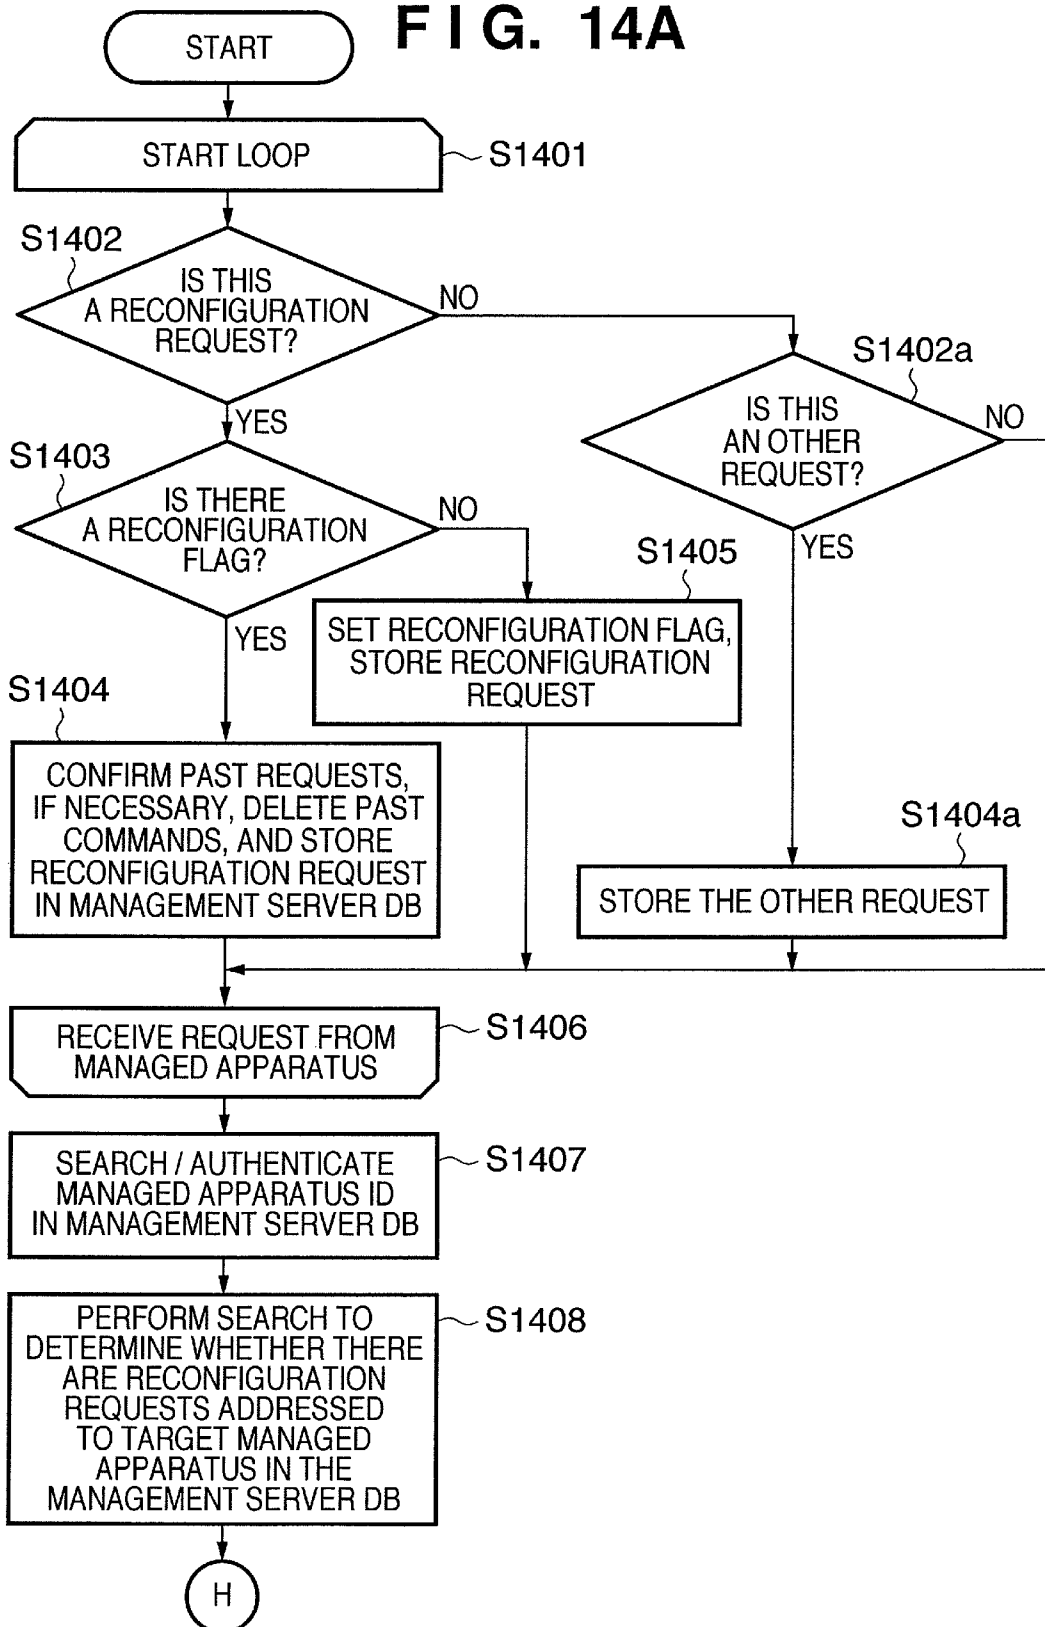 FIG. 14A
START
START LOOP
S1401
S1402
IS THIS
A RECONFIGURATION
REQUEST?
NO
YES
S1402a
IS THIS
AN OTHER
REQUEST?
NO
YES
S1403
IS THERE
A RECONFIGURATION
FLAG?
NO
YES
S1405
SET RECONFIGURATION FLAG,
STORE RECONFIGURATION
REQUEST
S1404
CONFIRM PAST REQUESTS,
IF NECESSARY, DELETE PAST
COMMANDS, AND STORE
RECONFIGURATION REQUEST
IN MANAGEMENT SERVER DB
S1404a
STORE THE OTHER REQUEST
RECEIVE REQUEST FROM
MANAGED APPARATUS
S1406
SEARCH / AUTHENTICATE
MANAGED APPARATUS ID
IN MANAGEMENT SERVER DB
S1407
PERFORM SEARCH TO
DETERMINE WHETHER THERE
ARE RECONFIGURATION
REQUESTS ADDRESSED
TO TARGET MANAGED
APPARATUS IN THE
MANAGEMENT SERVER DB
S1408
H